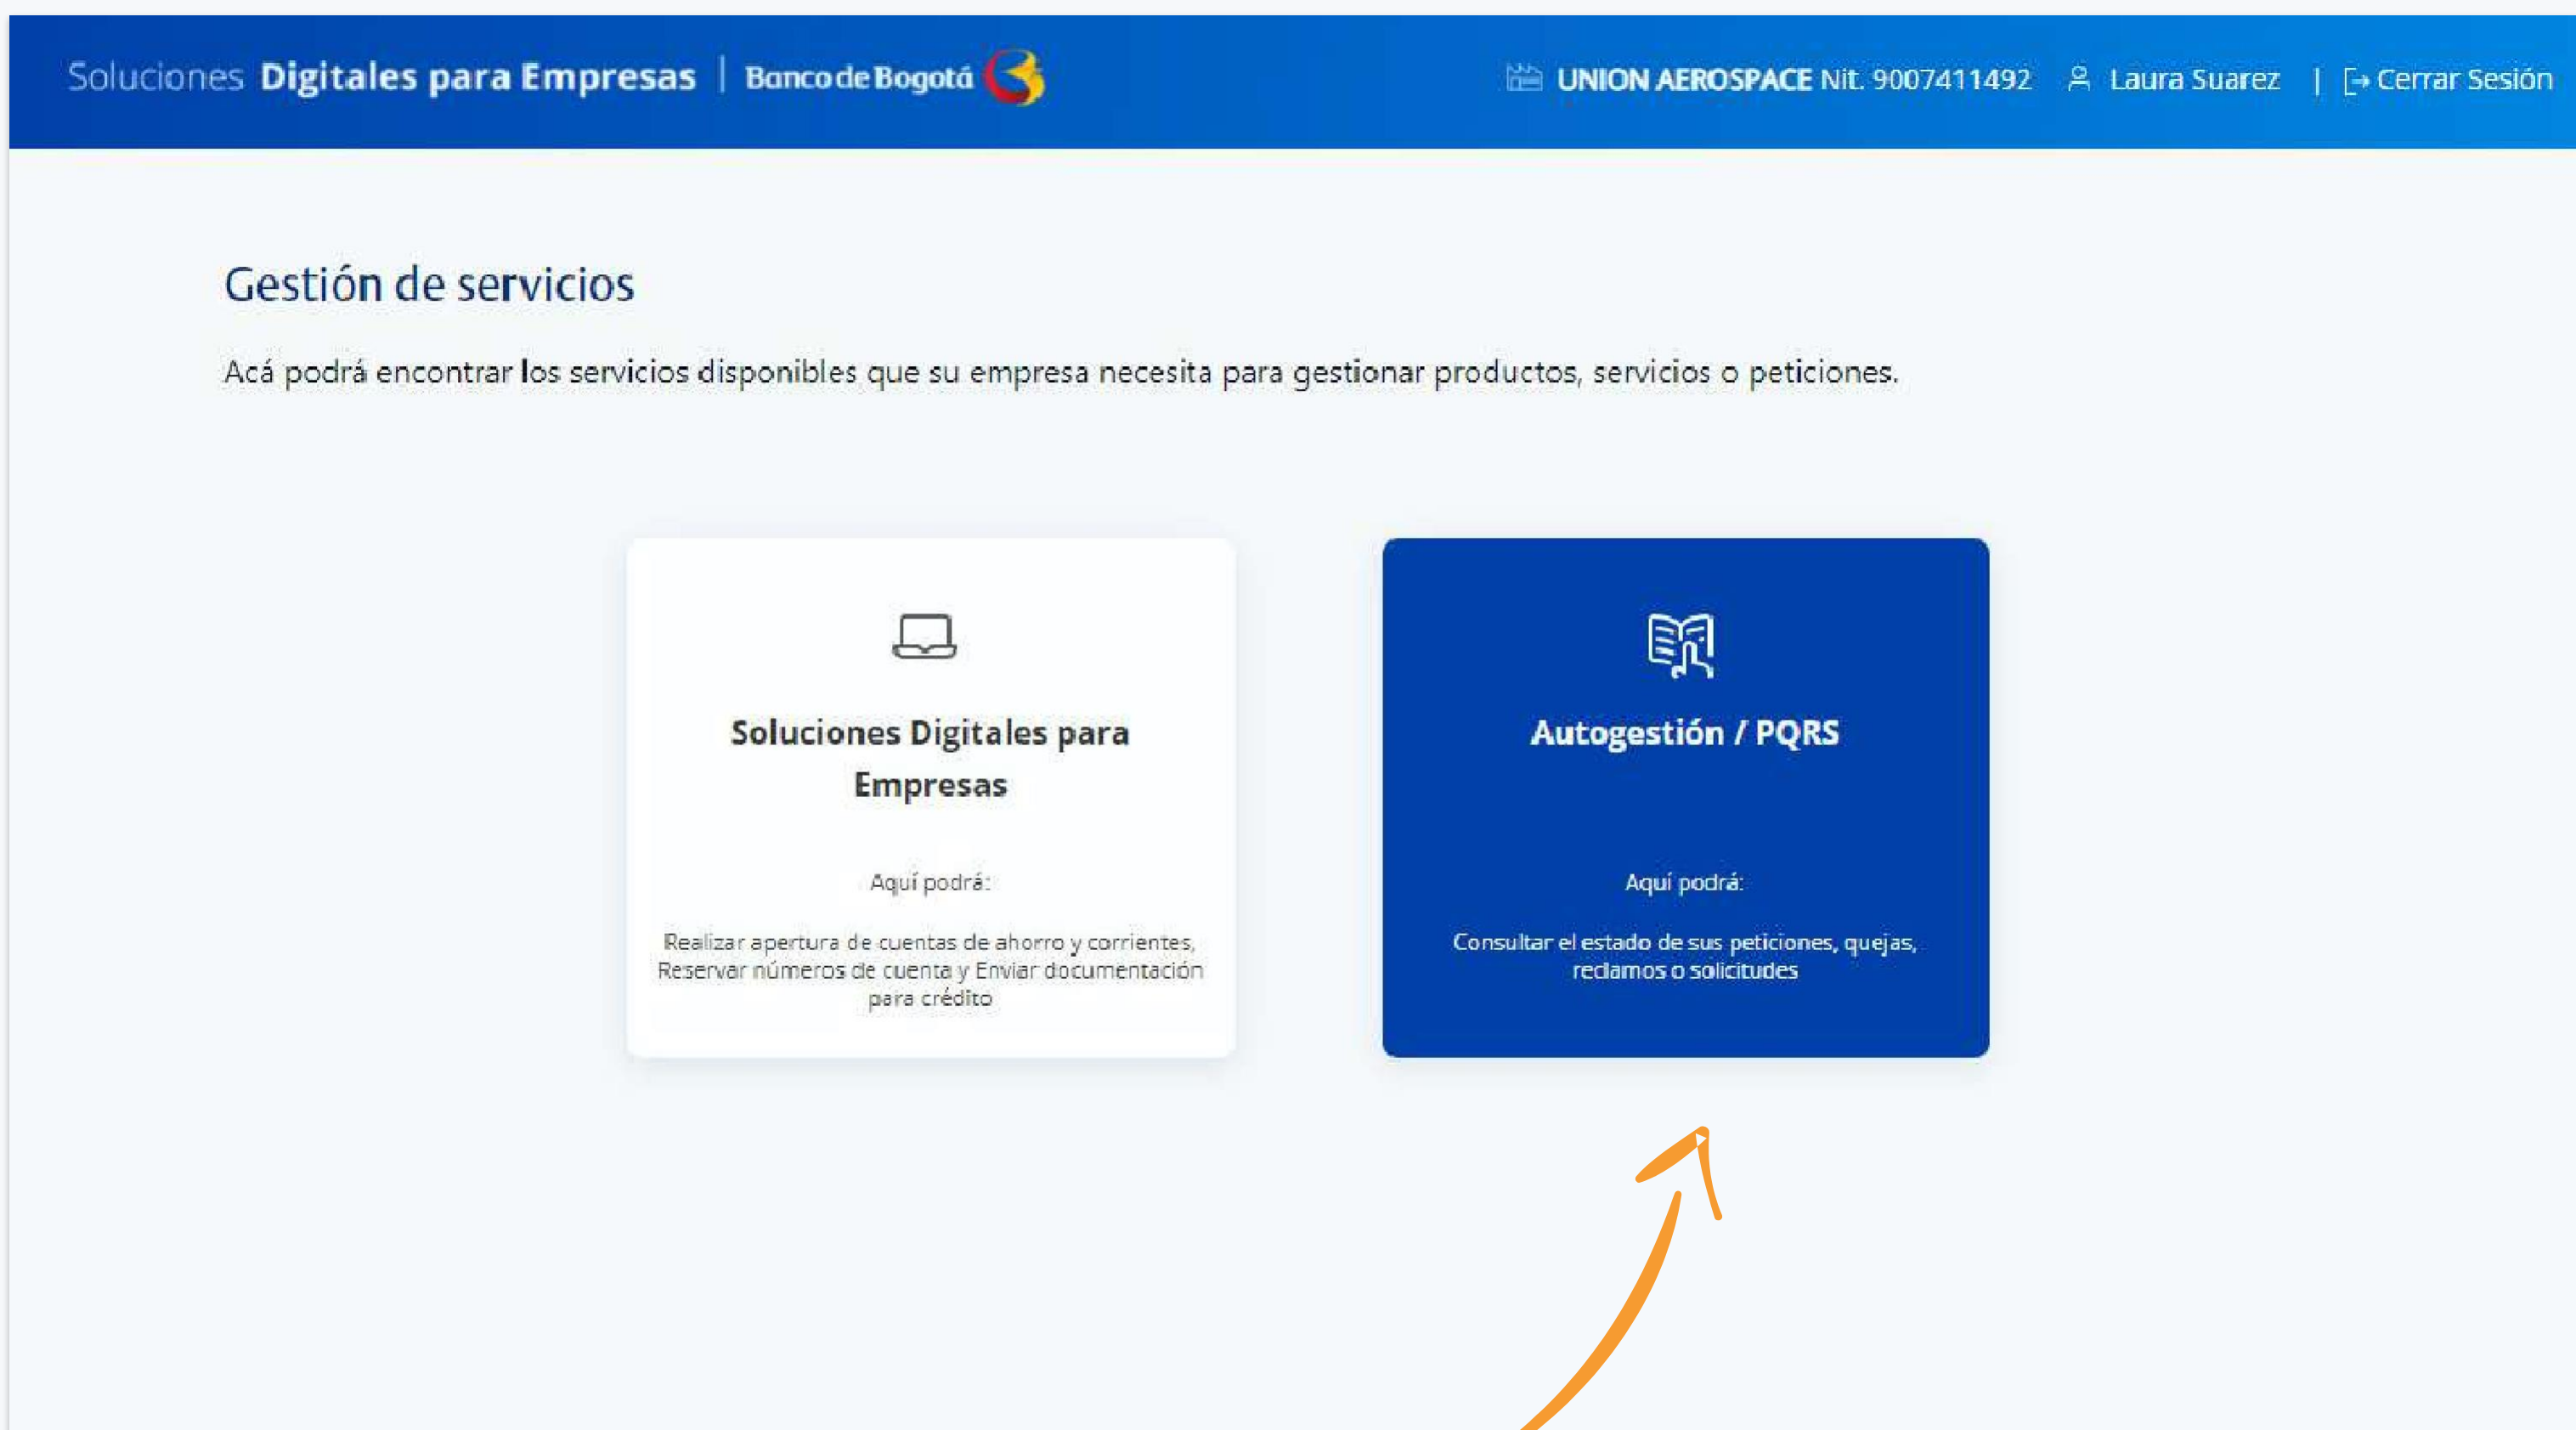 Soluciones Digitales para Empresas | Banco de Bogotá
UNION AEROSPACE Nit. 9007411492 Laura Suarez | Cerrar Sesión
Gestión de servicios
Acá podrá encontrar los servicios disponibles que su empresa necesita para gestionar productos, servicios o peticiones.
Soluciones Digitales para
Empresas
Aquí podrá:
Realizar apertura de cuentas de ahorro y corrientes,
Reservar números de cuenta y Enviar documentación
para crédito
Autogestión / PQRS
Aquí podrá:
Consultar el estado de sus peticiones, quejas,
reclamos o solicitudes